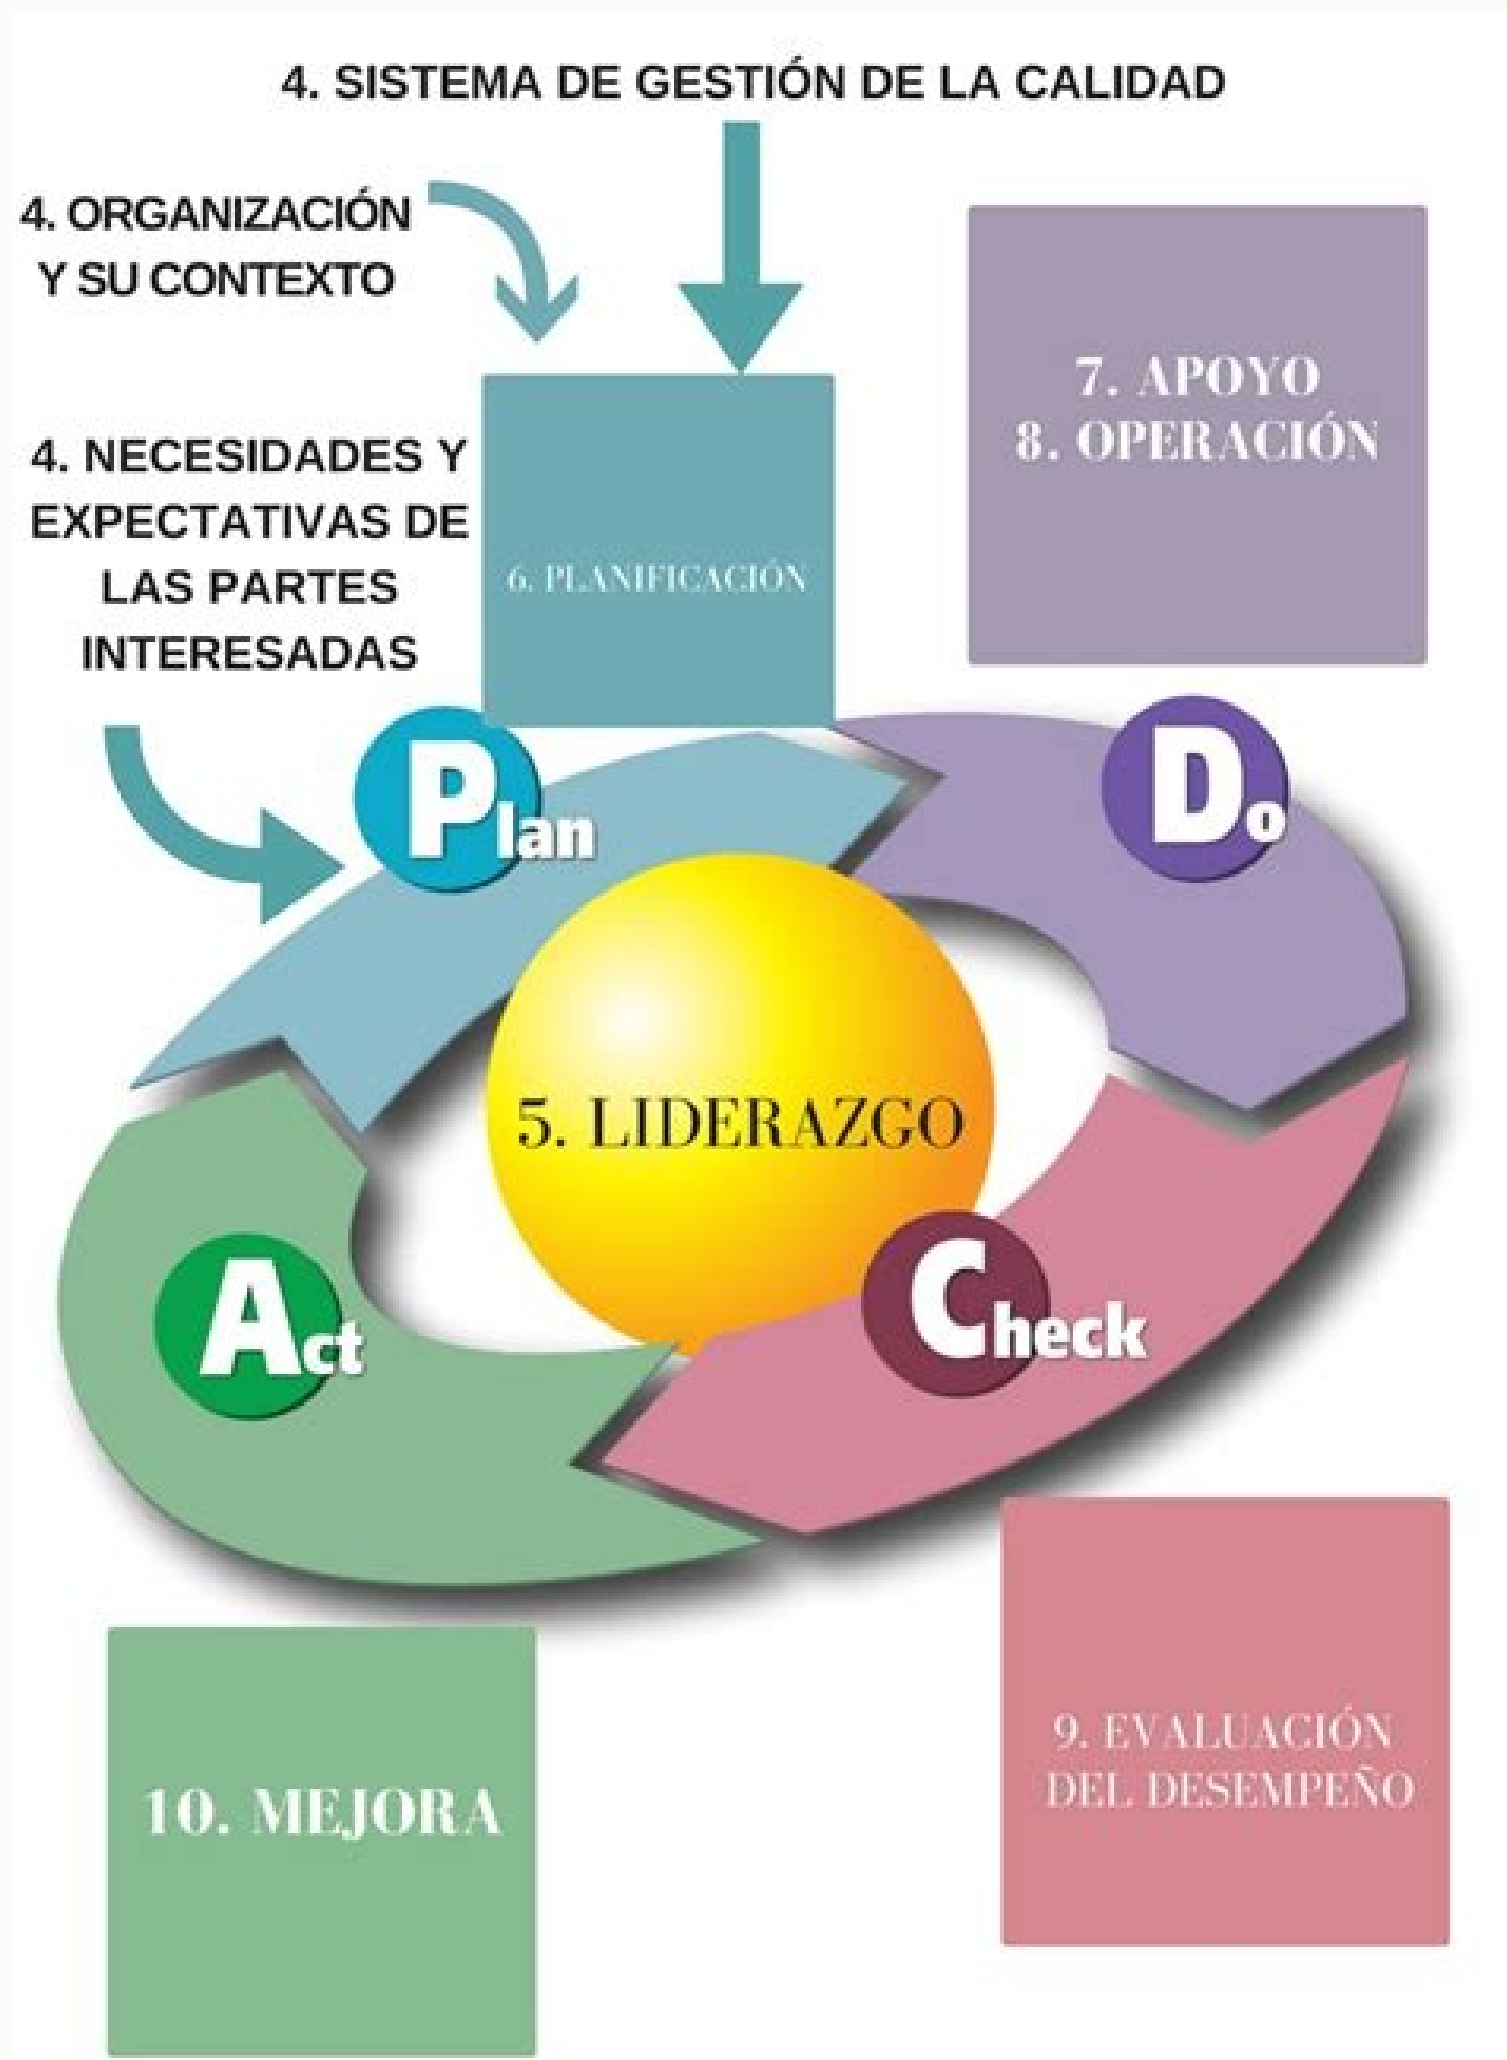 4. SISTEMA DE GESTIÓN DE LA CALIDAD
4. ORGANIZACIÓN
Y SU CONTEXTO
7. APOYO
8. OPERACIÓN
4. NECESIDADES Y
EXPECTATIVAS DE
LAS PARTES
INTERESADAS
6. PLANIFICACIÓN
Plan
Do
5. LIDERAZGO
Act
Check
9. EVALUACIÓN
DEL DESEMPEÑO
10. MEJORA